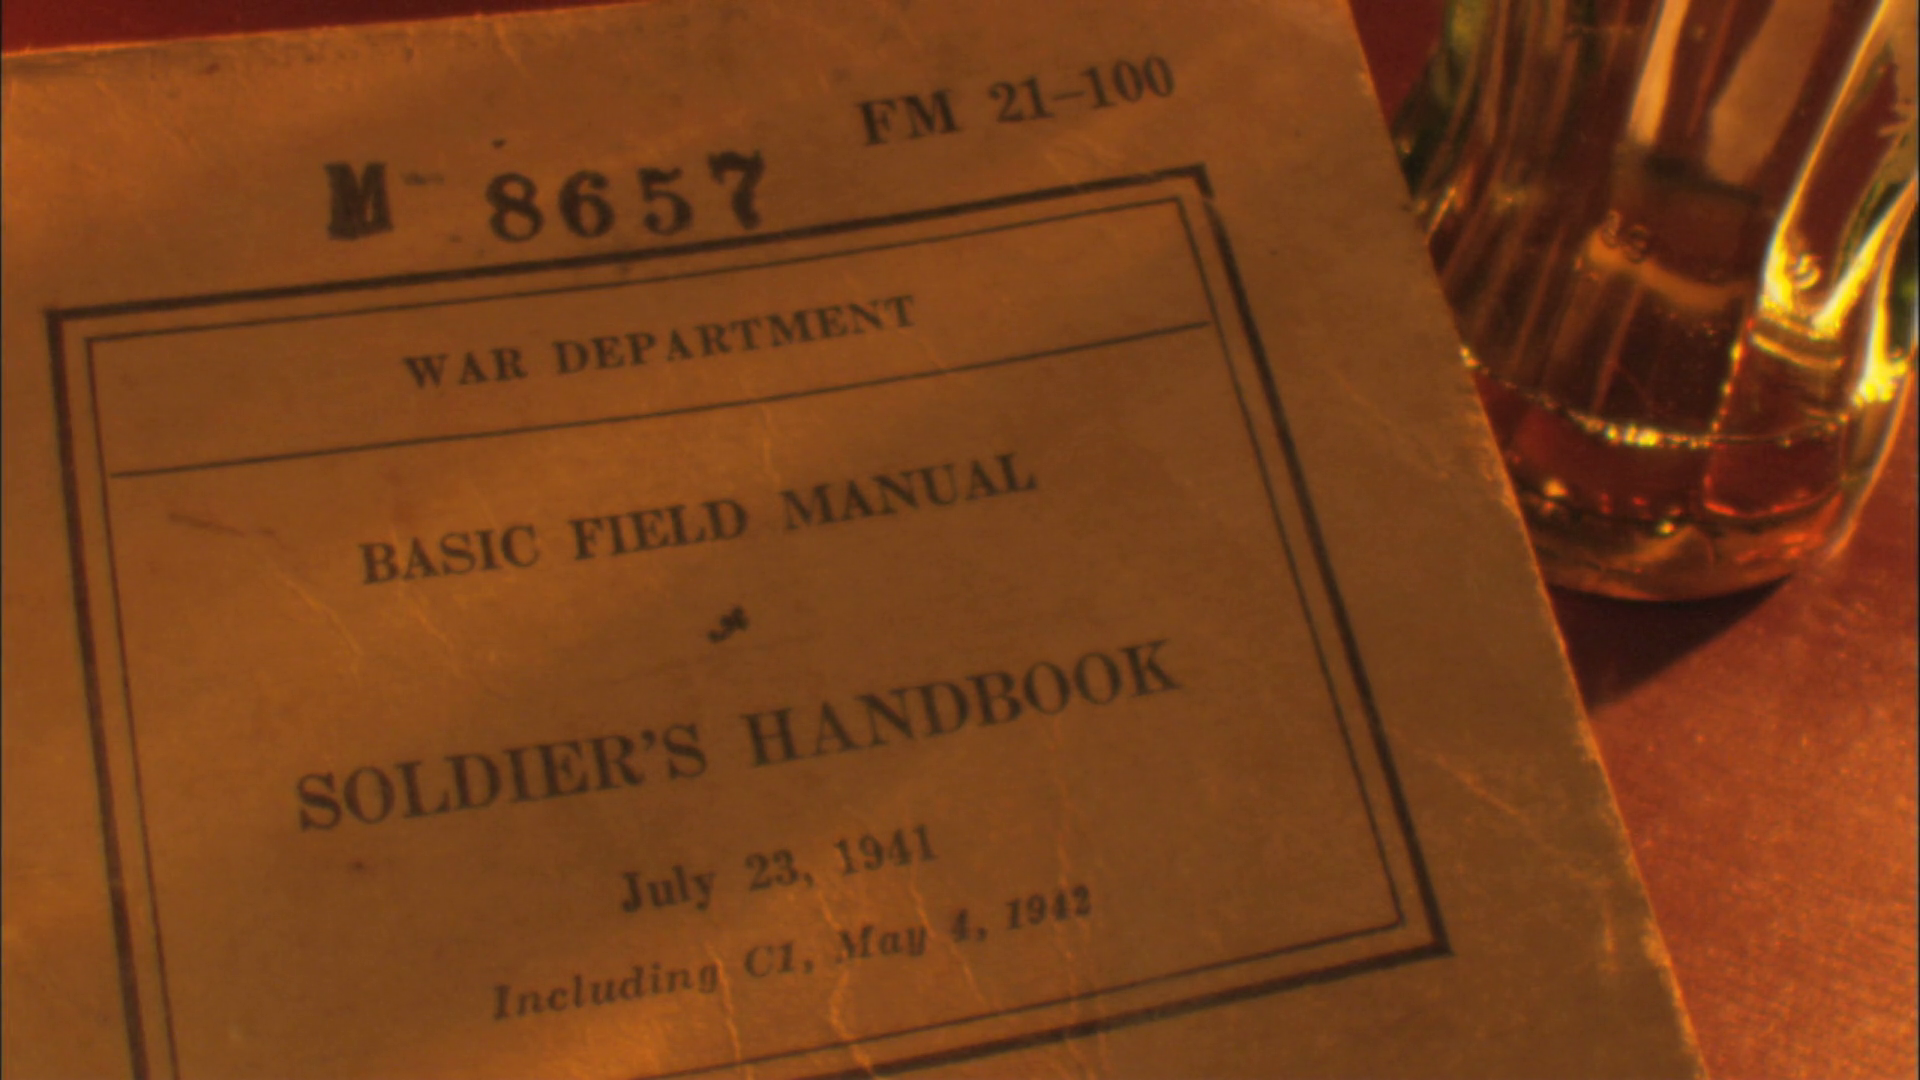 FM 21-100
M 8657
WAR DEPARTMENT
BASIC FIELD MANUAL
SOLDIER'S HANDBOOK
July 23, 1941
Including C1, May 4, 1942